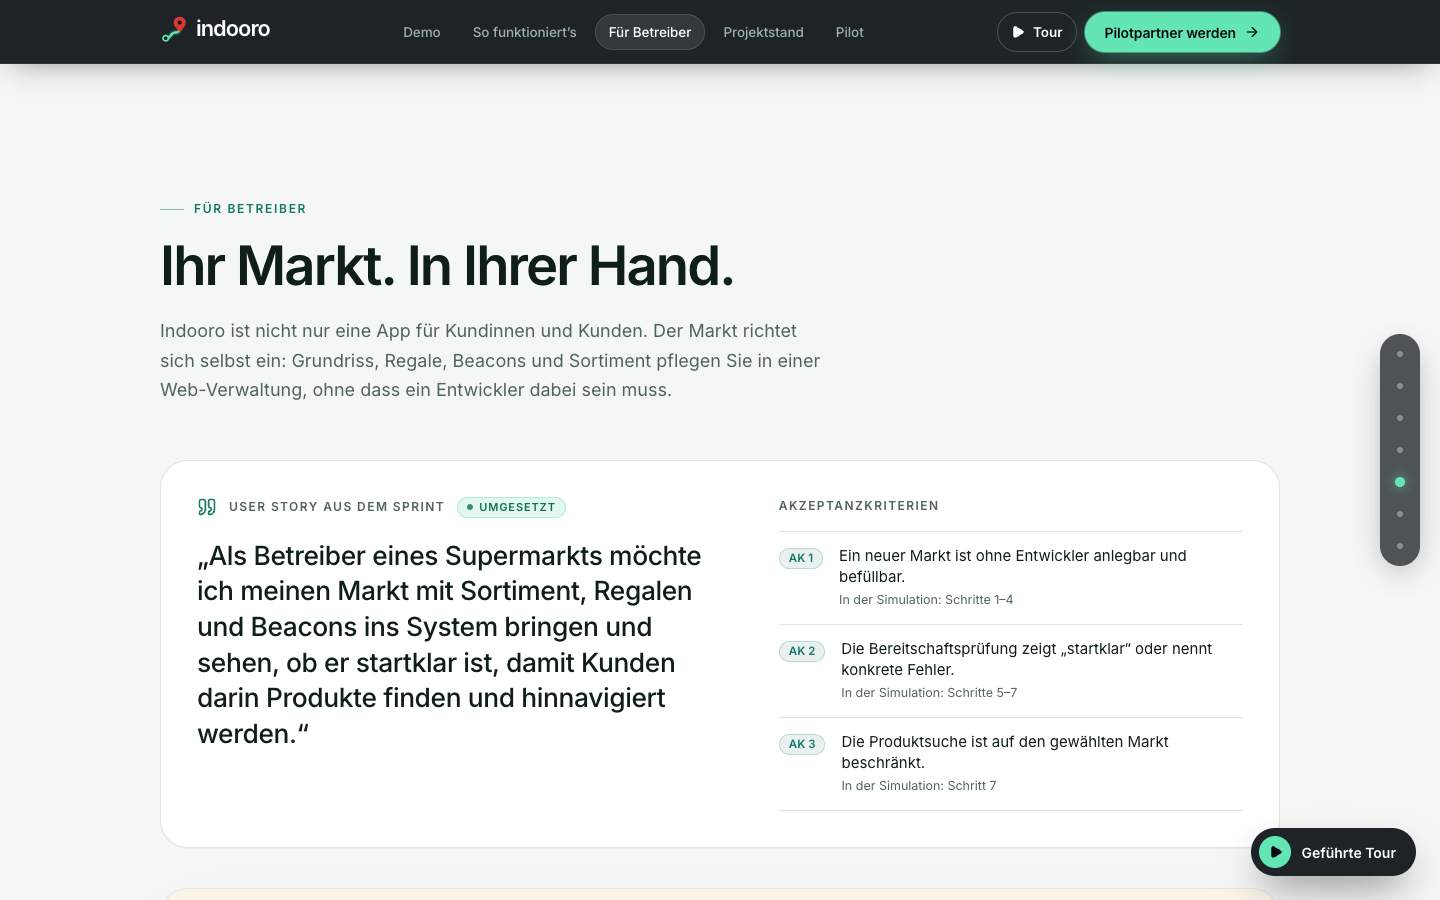 indooro
Demo
So funktioniert's
Für Betreiber
Projektstand
Pilot
Tour
Pilotpartner werden
FÜR BETREIBER
Ihr Markt. In Ihrer Hand.
Indooro ist nicht nur eine App für Kundinnen und Kunden. Der Markt richtet
sich selbst ein: Grundriss, Regale, Beacons und Sortiment pflegen Sie in einer
Web-Verwaltung, ohne dass ein Entwickler dabei sein muss.
USER STORY AUS DEM SPRINT
UMGESETZT
„Als Betreiber eines Supermarkts möchte
ich meinen Markt mit Sortiment, Regalen
und Beacons ins System bringen und
sehen, ob er startklar ist, damit Kunden
darin Produkte finden und hinnavigiert
werden.“
AKZEPTANZKRITERIEN
AK 1
Ein neuer Markt ist ohne Entwickler anlegbar und
befüllbar.
In der Simulation: Schritte 1–4
AK 2
Die Bereitschaftsprüfung zeigt „startklar“ oder nennt
konkrete Fehler.
In der Simulation: Schritte 5–7
AK 3
Die Produktsuche ist auf den gewählten Markt
beschränkt.
In der Simulation: Schritt 7
Geführte Tour